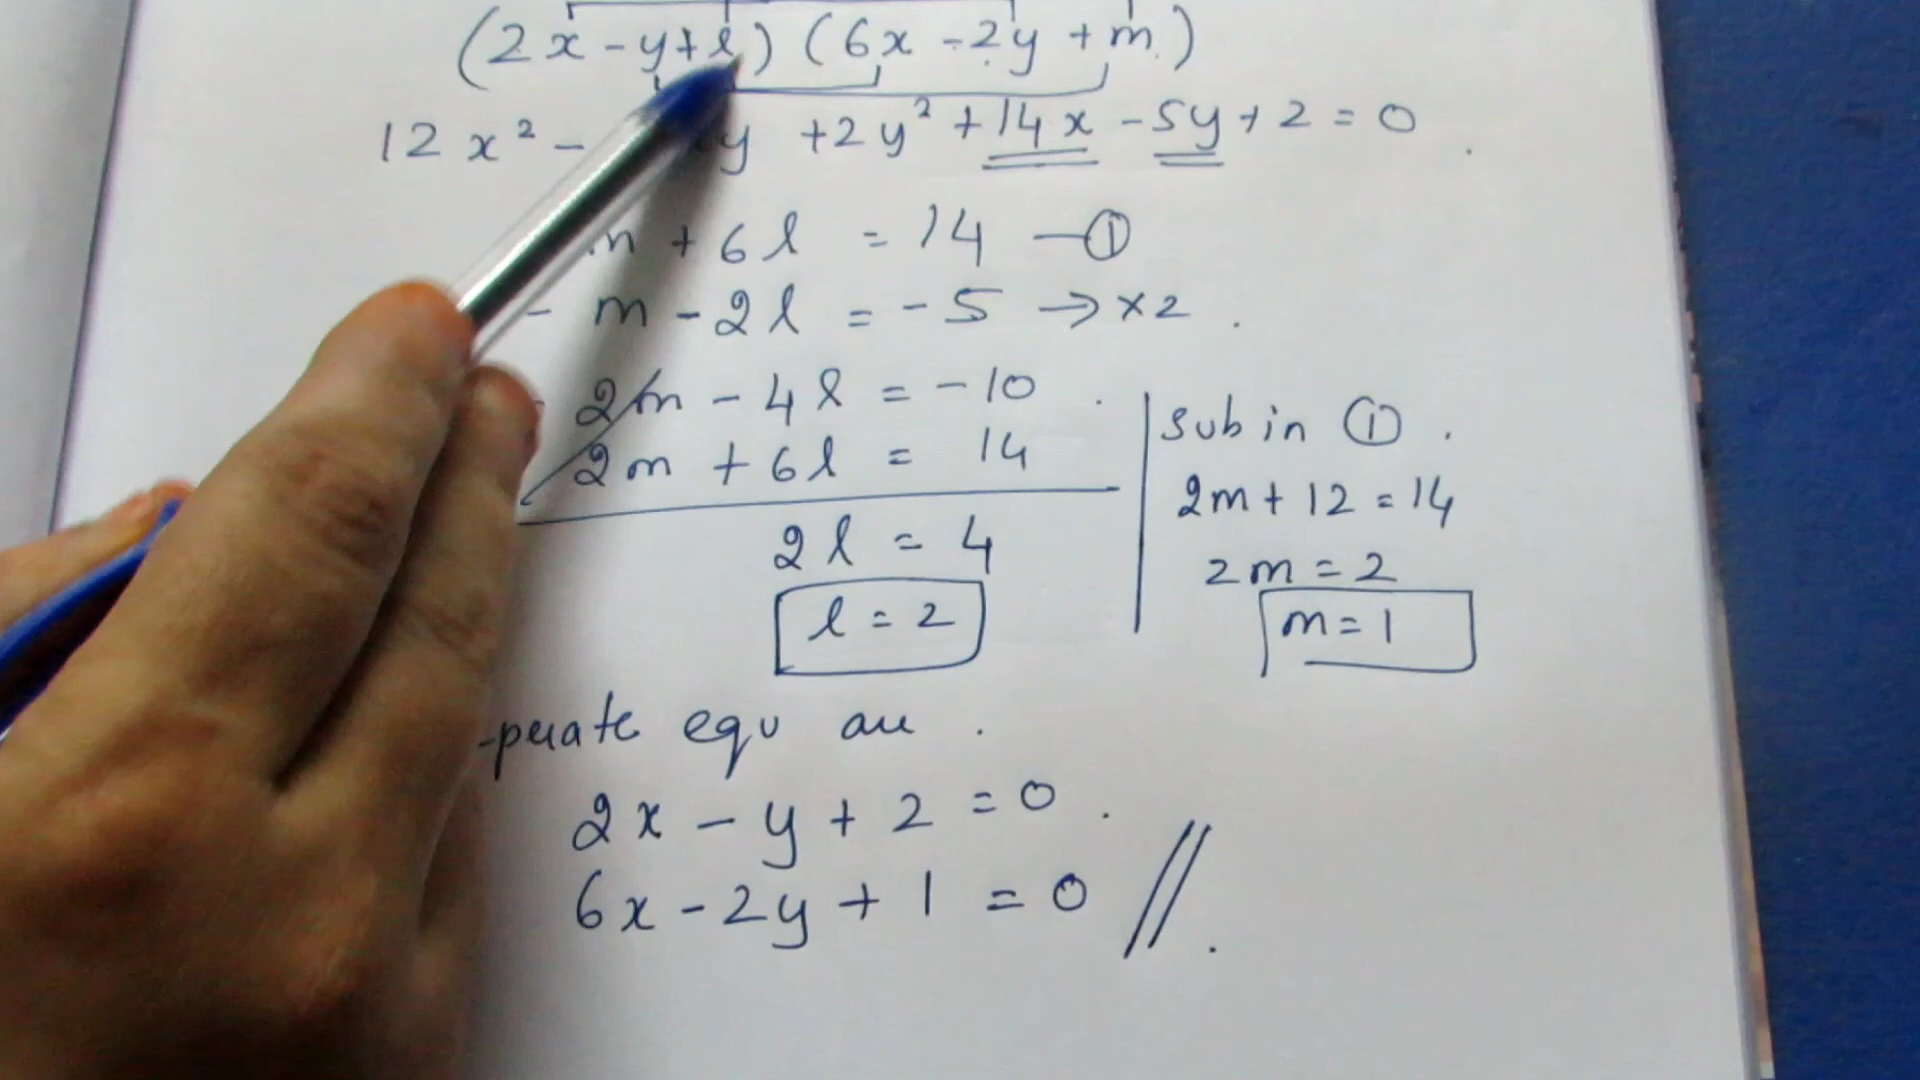 (2x - y + l) (6x - 2y + m)
12x² - xy + 2y² + 14x - 5y + 2 = 0
m + 6l = 14 — ①
- m - 2l = -5 → ×2
- 2m - 4l = -10
2m + 6l = 14
2l = 4
l = 2
sub in ①
2m + 12 = 14
2m = 2
m = 1
-perate equ are
2x - y + 2 = 0
6x - 2y + 1 = 0 //